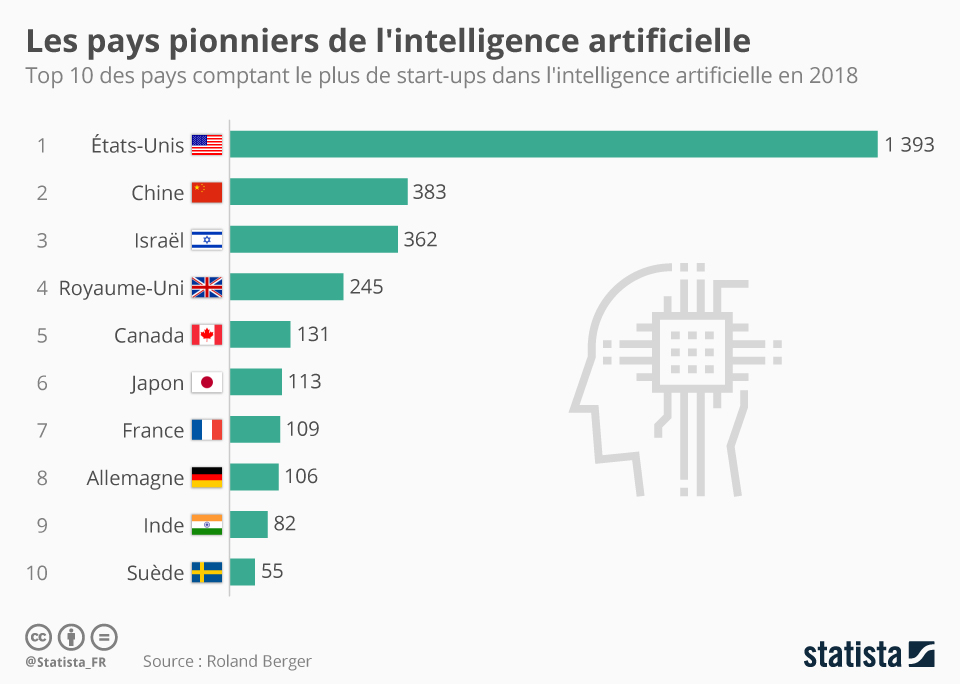 Les pays pionniers de l'intelligence artificielle
Top 10 des pays comptant le plus de start-ups dans l'intelligence artificielle en 2018
1 États-Unis 1 393
2 Chine 383
3 Israël 362
4 Royaume-Uni 245
5 Canada 131
6 Japon 113
7 France 109
8 Allemagne 106
9 Inde 82
10 Suède 55
cc
@Statista_FR Source : Roland Berger
statista